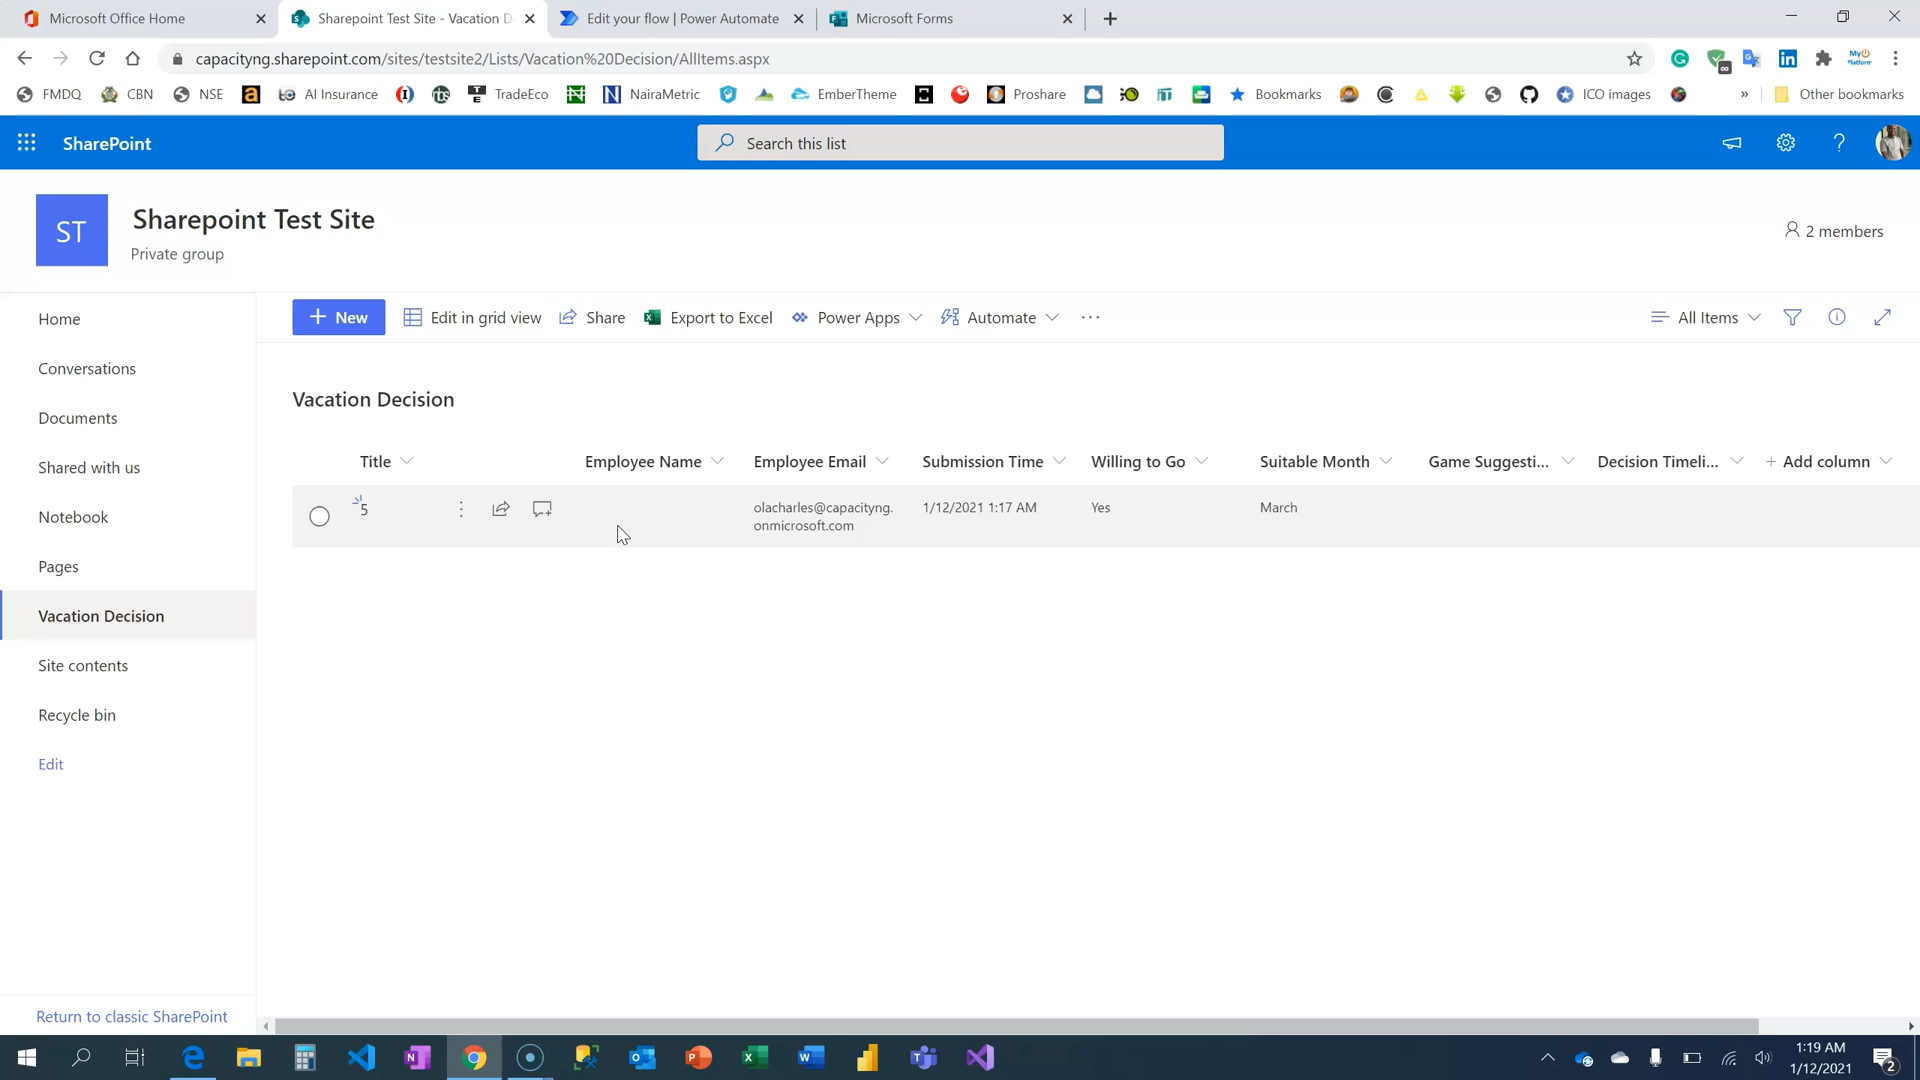 Microsoft Office Home
Sharepoint Test Site - Vacation D
Edit your flow | Power Automate
Microsoft Forms
capacityng.sharepoint.com/sites/testsite2/Lists/Vacation%20Decision/AllItems.aspx
FMDQ CBN NSE AI Insurance TradeEco NairaMetric EmberTheme Proshare Bookmarks ICO images » Other bookmarks
SharePoint
Search this list
ST
Sharepoint Test Site
Private group
2 members
Home
Conversations
Documents
Shared with us
Notebook
Pages
Vacation Decision
Site contents
Recycle bin
Edit
Return to classic SharePoint
+ New
Edit in grid view
Share
Export to Excel
Power Apps
Automate
...
All Items
Vacation Decision
Title Employee Name Employee Email Submission Time Willing to Go Suitable Month Game Suggesti... Decision Timeli... + Add column
5 olacharles@capacityng. 1/12/2021 1:17 AM Yes March
onmicrosoft.com
1:19 AM
1/12/2021
2